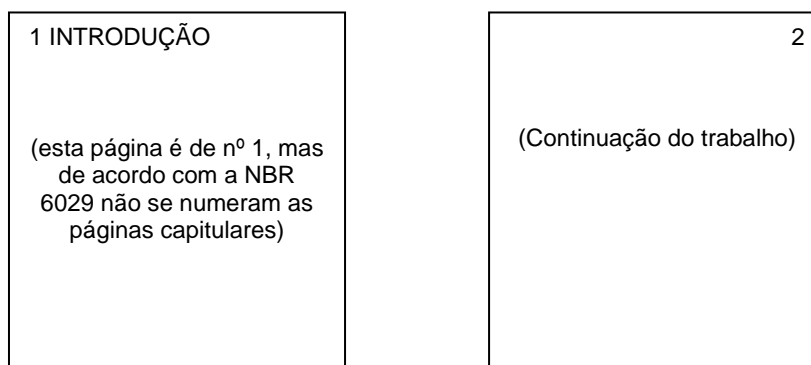 1 INTRODUÇÃO
(esta página é de nº 1, mas
de acordo com a NBR
6029 não se numeram as
páginas capitulares)
2
(Continuação do trabalho)